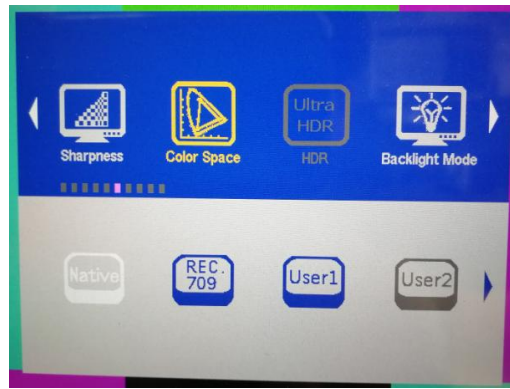 Ultra
HDR
Sharpness
Color Space
HDR
Backlight Mode
Native
REC.
709
User1
User2